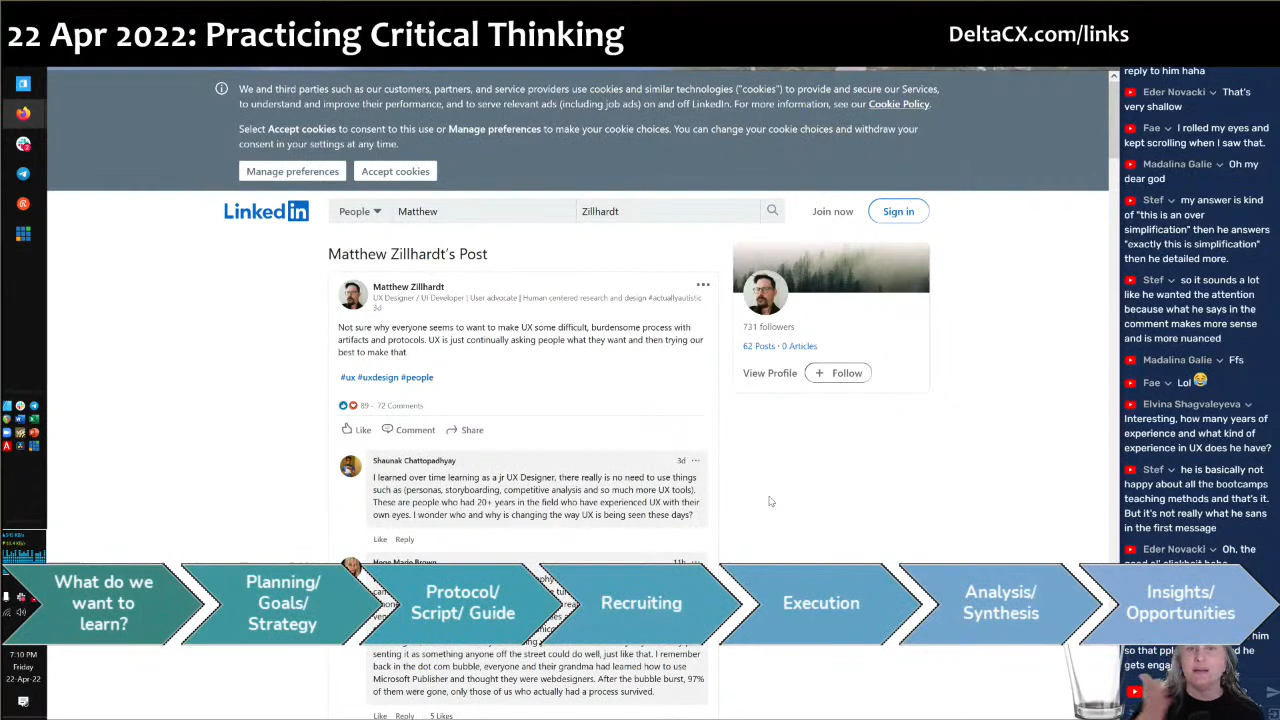 22 Apr 2022: Practicing Critical Thinking
DeltaCX.com/links
We and third parties such as our customers, partners, and service providers use cookies and similar technologies ("cookies") to provide and secure our Services,
to understand and improve their performance, and to serve relevant ads (including job ads) on and off LinkedIn. For more information, see our Cookie Policy.
Select Accept cookies to consent to this use or Manage preferences to make your cookie choices. You can change your cookie choices and withdraw your
consent in your settings at any time.
Manage preferences
Accept cookies
Linked in
People
Matthew
Zillhardt
Join now
Sign in
Matthew Zillhardt's Post
Matthew Zillhardt
UX Designer / UI Developer | User advocate | Human centered research and design #actuallyautistic
3d
Not sure why everyone seems to want to make UX some difficult, burdensome process with
artifacts and protocols. UX is just continually asking people what they want and then trying our
best to make that.
#ux #uxdesign #people
89 · 72 Comments
Like
Comment
Share
731 followers
62 Posts · 0 Articles
View Profile
+ Follow
Shaunak Chattopadhyay
3d
I learned over time learning as a jr UX Designer, there really is no need to use things
such as (personas, storyboarding, competitive analysis and so much more UX tools).
These are people who had 20+ years in the field who have experienced UX with their
own eyes. I wonder who and why is changing the way UX is being seen these days?
Like Reply
11h
senting it as something anyone off the street could do well, just like that. I remember
back in the dot com bubble, everyone and their grandma had learned how to use
Microsoft Publisher and thought they were webdesigners. After the bubble burst, 97%
of them were gone, only those of us who actually had a process survived.
Like Reply 5 Likes
What do we
want to
learn?
Planning/
Goals/
Strategy
Protocol/
Script/ Guide
Recruiting
Execution
Analysis/
Synthesis
Insights/
Opportunities
reply to him haha
Eder Novacki That's
very shallow
Fae I rolled my eyes and
kept scrolling when I saw that.
Madalina Galie Oh my
dear god
Stef my answer is kind
of "this is an over
simplification" then he answers
"exactly this is simplification"
then he detailed more.
Stef so it sounds a lot
like he wanted the attention
because what he says in the
comment makes more sense
and is more nuanced
Madalina Galie Ffs
Fae Lol
Elvina Shagvaleyeva
Interesting, how many years of
experience and what kind of
experience in UX does he have?
Stef he is basically not
happy about all the bootcamps
teaching methods and that's it.
But it's not really what he sans
in the first message
Eder Novacki Oh, the
him
so that ppl
gets
7:10 PM
Friday
22-Apr-22